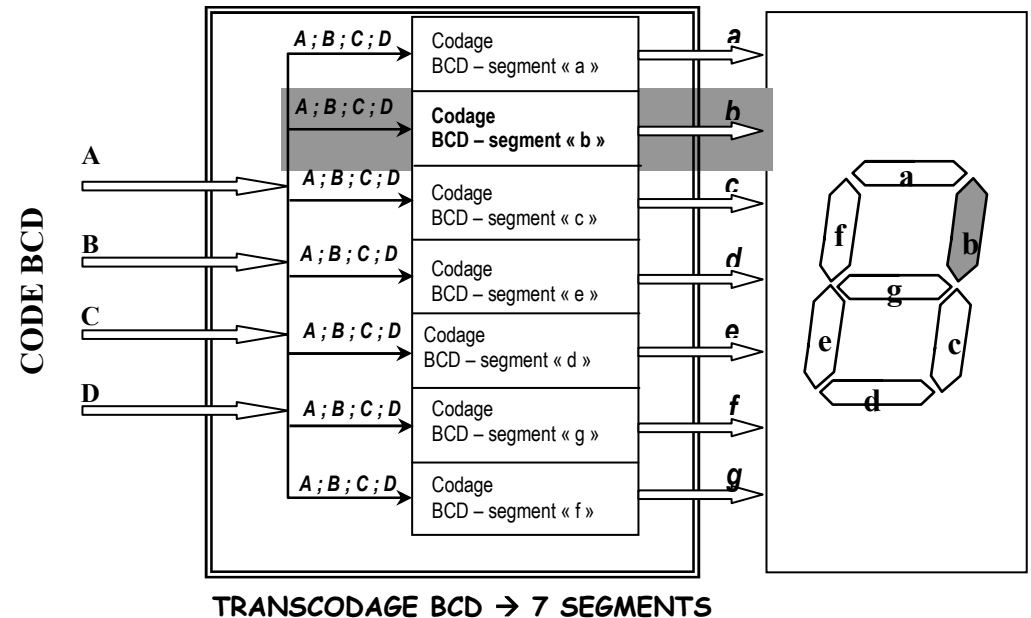 CODE BCD
A
B
C
D
A ; B ; C ; D
Codage
BCD – segment « a »
a
A ; B ; C ; D
Codage
BCD – segment « b »
b
A ; B ; C ; D
Codage
BCD – segment « c »
c
A ; B ; C ; D
Codage
BCD – segment « e »
d
A ; B ; C ; D
Codage
BCD – segment « d »
e
A ; B ; C ; D
Codage
BCD – segment « g »
f
A ; B ; C ; D
Codage
BCD – segment « f »
g
a
f
b
g
e
c
d
TRANSCODAGE BCD → 7 SEGMENTS